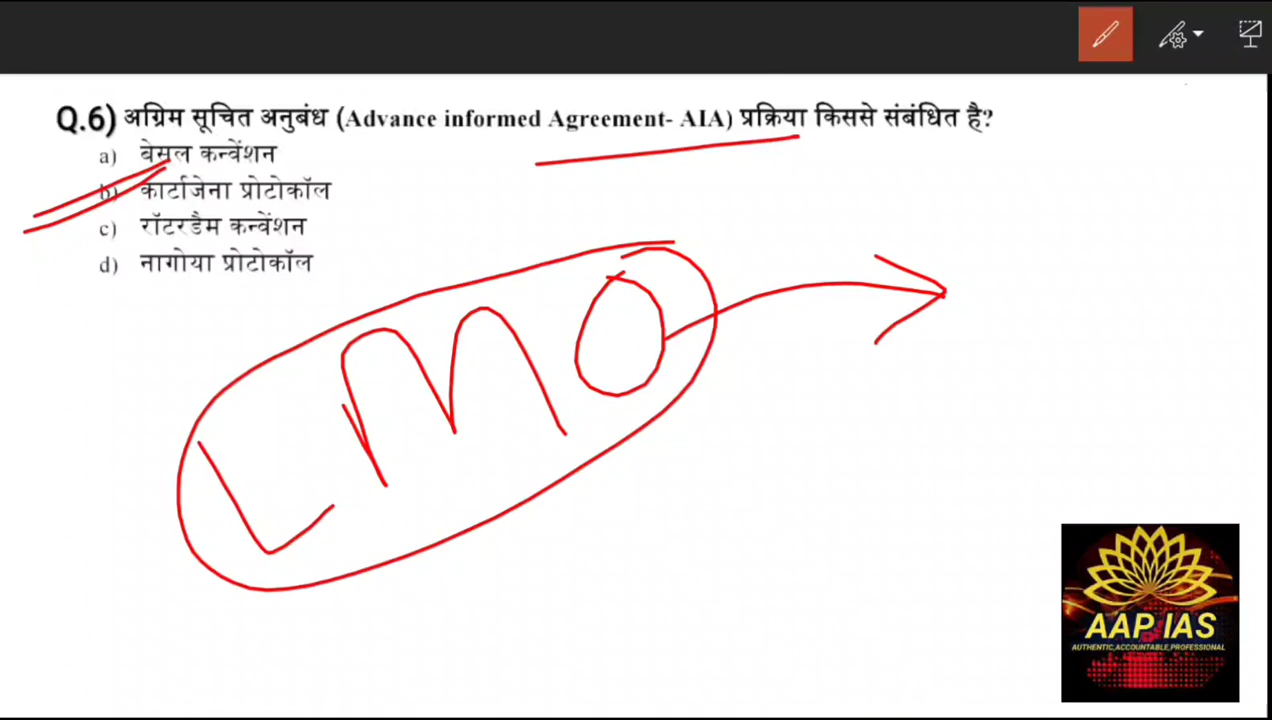 Q.6) अग्रिम सूचित अनुबंध (Advance informed Agreement- AIA) प्रक्रिया किससे संबंधित है?
a) बेसल कन्वेंशन
b) कार्टाजेना प्रोटोकॉल
c) रॉटरडैम कन्वेंशन
d) नागोया प्रोटोकॉल
LMO
AAP IAS
AUTHENTIC,ACCOUNTABLE,PROFESSIONAL